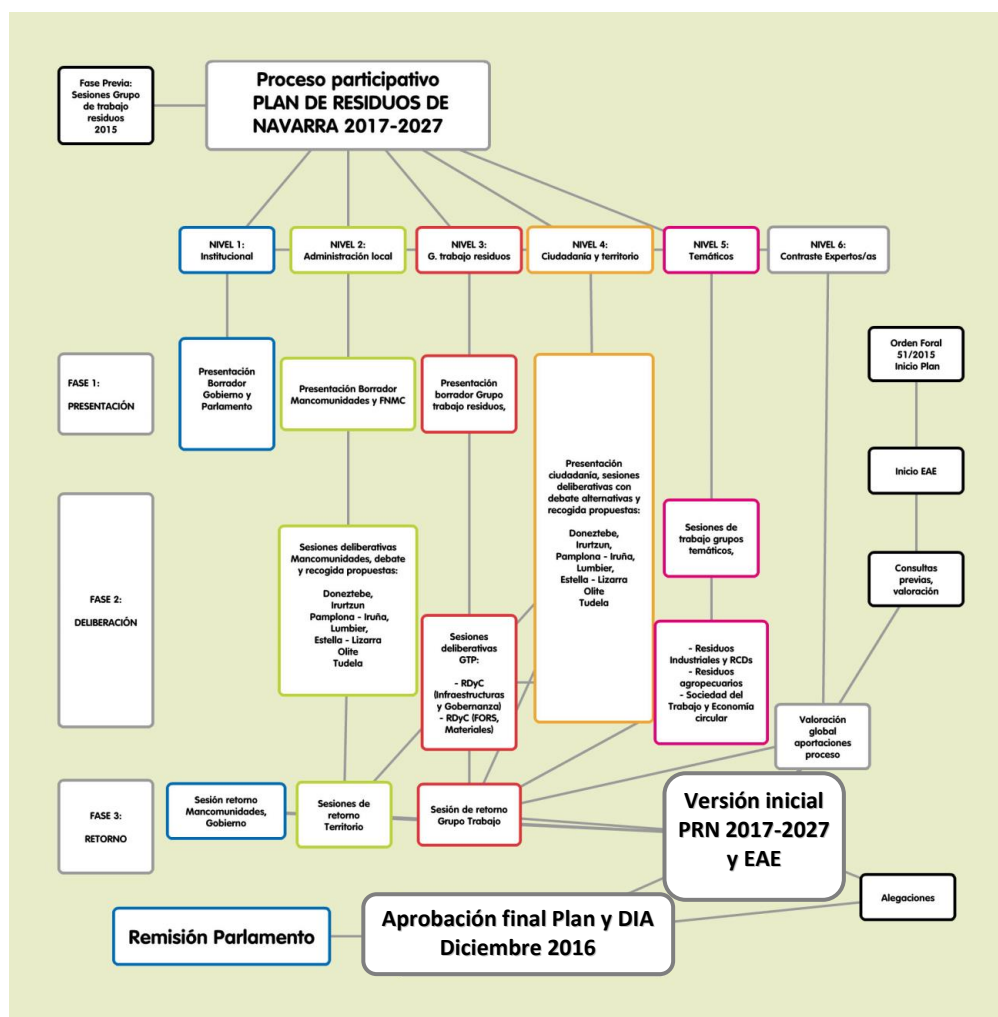 Fase Previa:
Sesiones Grupo
de trabajo
residuos
2015
Proceso participativo
PLAN DE RESIDUOS DE
NAVARRA 2017-2027
NIVEL 1:
Institucional
NIVEL 2:
Administración local
NIVEL 3:
G. trabajo residuos
NIVEL 4:
Ciudadanía y territorio
NIVEL 5:
Temáticos
NIVEL 6:
Contraste Expertos/as
FASE 1:
PRESENTACIÓN
Presentación
Borrador
Gobierno y
Parlamento
Presentación Borrador
Mancomunidades y FNMC
Presentación
borrador Grupo
trabajo residuos,
Orden Foral
51/2015
Inicio Plan
Inicio EAE
Presentación
ciudadanía, sesiones
deliberativas con
debate alternativas y
recogida propuestas:
Doneztebe,
Irurtzun,
Pamplona - Iruña,
Lumbier,
Estella - Lizarra
Olite
Tudela
FASE 2:
DELIBERACIÓN
Sesiones deliberativas
Mancomunidades, debate
y recogida propuestas:
Doneztebe,
Irurtzun
Pamplona - Iruña,
Lumbier,
Estella - Lizarra
Olite
Tudela
Sesiones de
trabajo grupos
temáticos,
Consultas
previas,
valoración
Sesiones
deliberativas
GTP:
- RDyC
(Infraestructuras
y Gobernanza)
- RDyC (FORS,
Materiales)
- Residuos
Industriales y RCDs
- Residuos
agropecuarios
- Sociedad del
Trabajo y Economía
circular
Valoración
global
aportaciones
proceso
FASE 3:
RETORNO
Sesión retorno
Mancomunidades,
Gobierno
Sesiones de
retorno
Territorio
Sesión de retorno
Grupo Trabajo
Versión inicial
PRN 2017-2027
y EAE
Alegaciones
Remisión Parlamento
Aprobación final Plan y DIA
Diciembre 2016